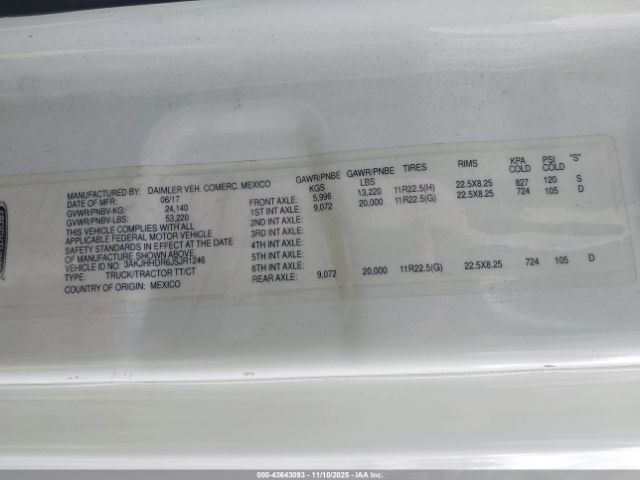 MANUFACTURED BY: DAIMLER VEH. COMERC. MEXICO
DATE OF MFR: 06/17
GVWR/PNBV-KG: 24,140
GVWR/PNBV-LBS: 53,220
THIS VEHICLE COMPLIES WITH ALL
APPLICABLE FEDERAL MOTOR VEHICLE
SAFETY STANDARDS IN EFFECT AT THE DATE
OF MANUFACTURE SHOWN ABOVE.
VEHICLE ID NO.: 3AKJHHDR6JSJR1246
TYPE: TRUCK/TRACTOR TT/CT
COUNTRY OF ORIGIN: MEXICO
GAWR/PNBE KGS GAWR/PNBE LBS TIRES RIMS KPA COLD PSI COLD "S"
FRONT AXLE: 5,996 13,220 11R22.5(H) 22.5X8.25 827 120 S
1ST INT AXLE: 9,072 20,000 11R22.5(G) 22.5X8.25 724 105 D
2ND INT AXLE:
3RD INT AXLE:
4TH INT AXLE:
5TH INT AXLE:
6TH INT AXLE:
REAR AXLE: 9,072 20,000 11R22.5(G) 22.5X8.25 724 105 D
000-43643093 - 11/10/2025 - IAAI.COM